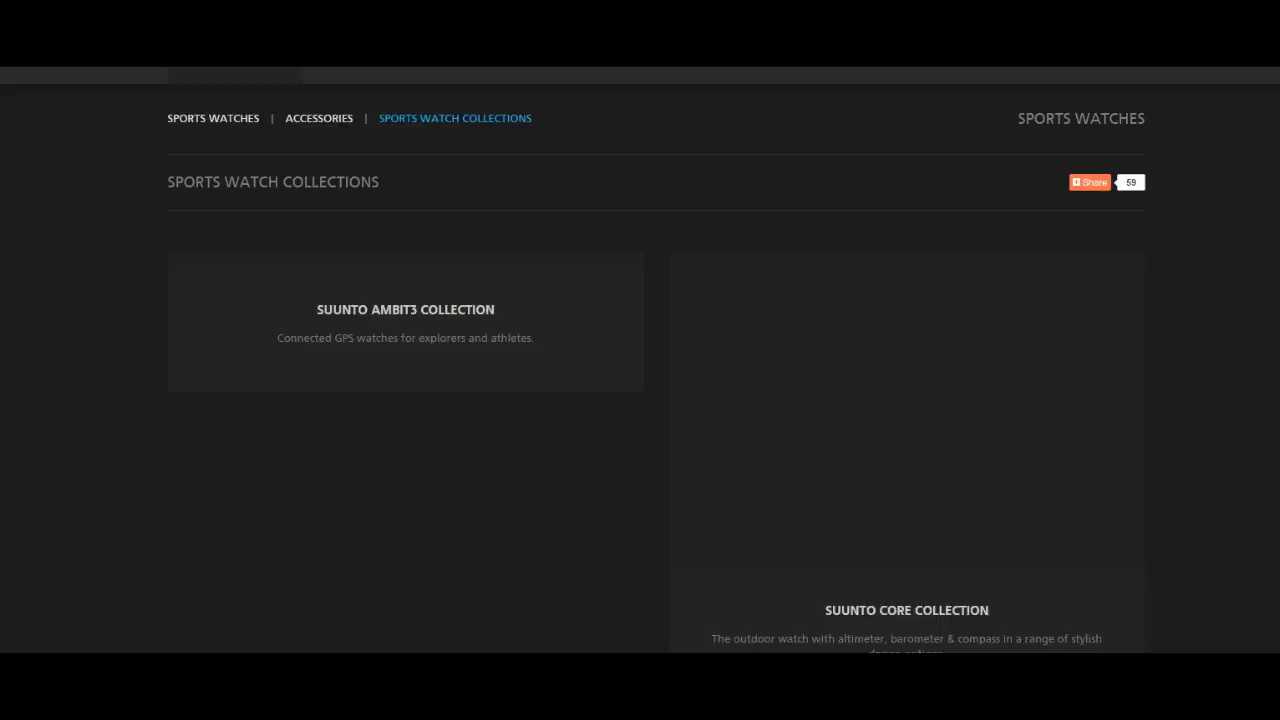 SPORTS WATCHES | ACCESSORIES | SPORTS WATCH COLLECTIONS
SPORTS WATCHES
SPORTS WATCH COLLECTIONS
Share 59
SUUNTO AMBIT3 COLLECTION
Connected GPS watches for explorers and athletes.
SUUNTO CORE COLLECTION
The outdoor watch with altimeter, barometer & compass in a range of stylish